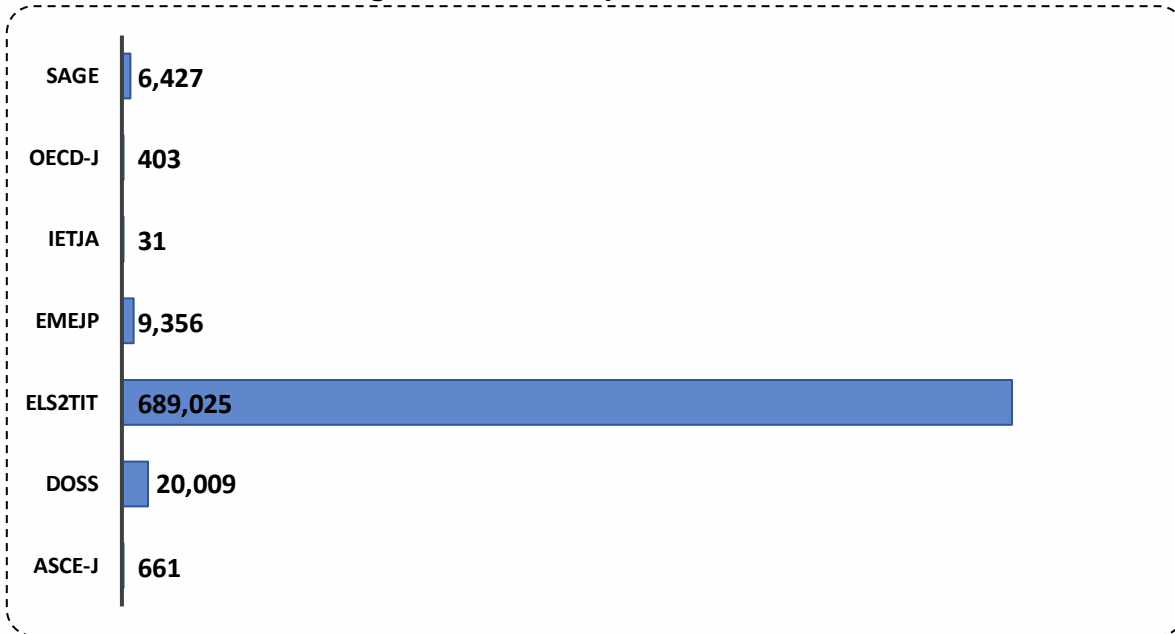 SAGE 6,427
OECD-J 403
IETJA 31
EMEJP 9,356
ELS2TIT 689,025
DOSS 20,009
ASCE-J 661